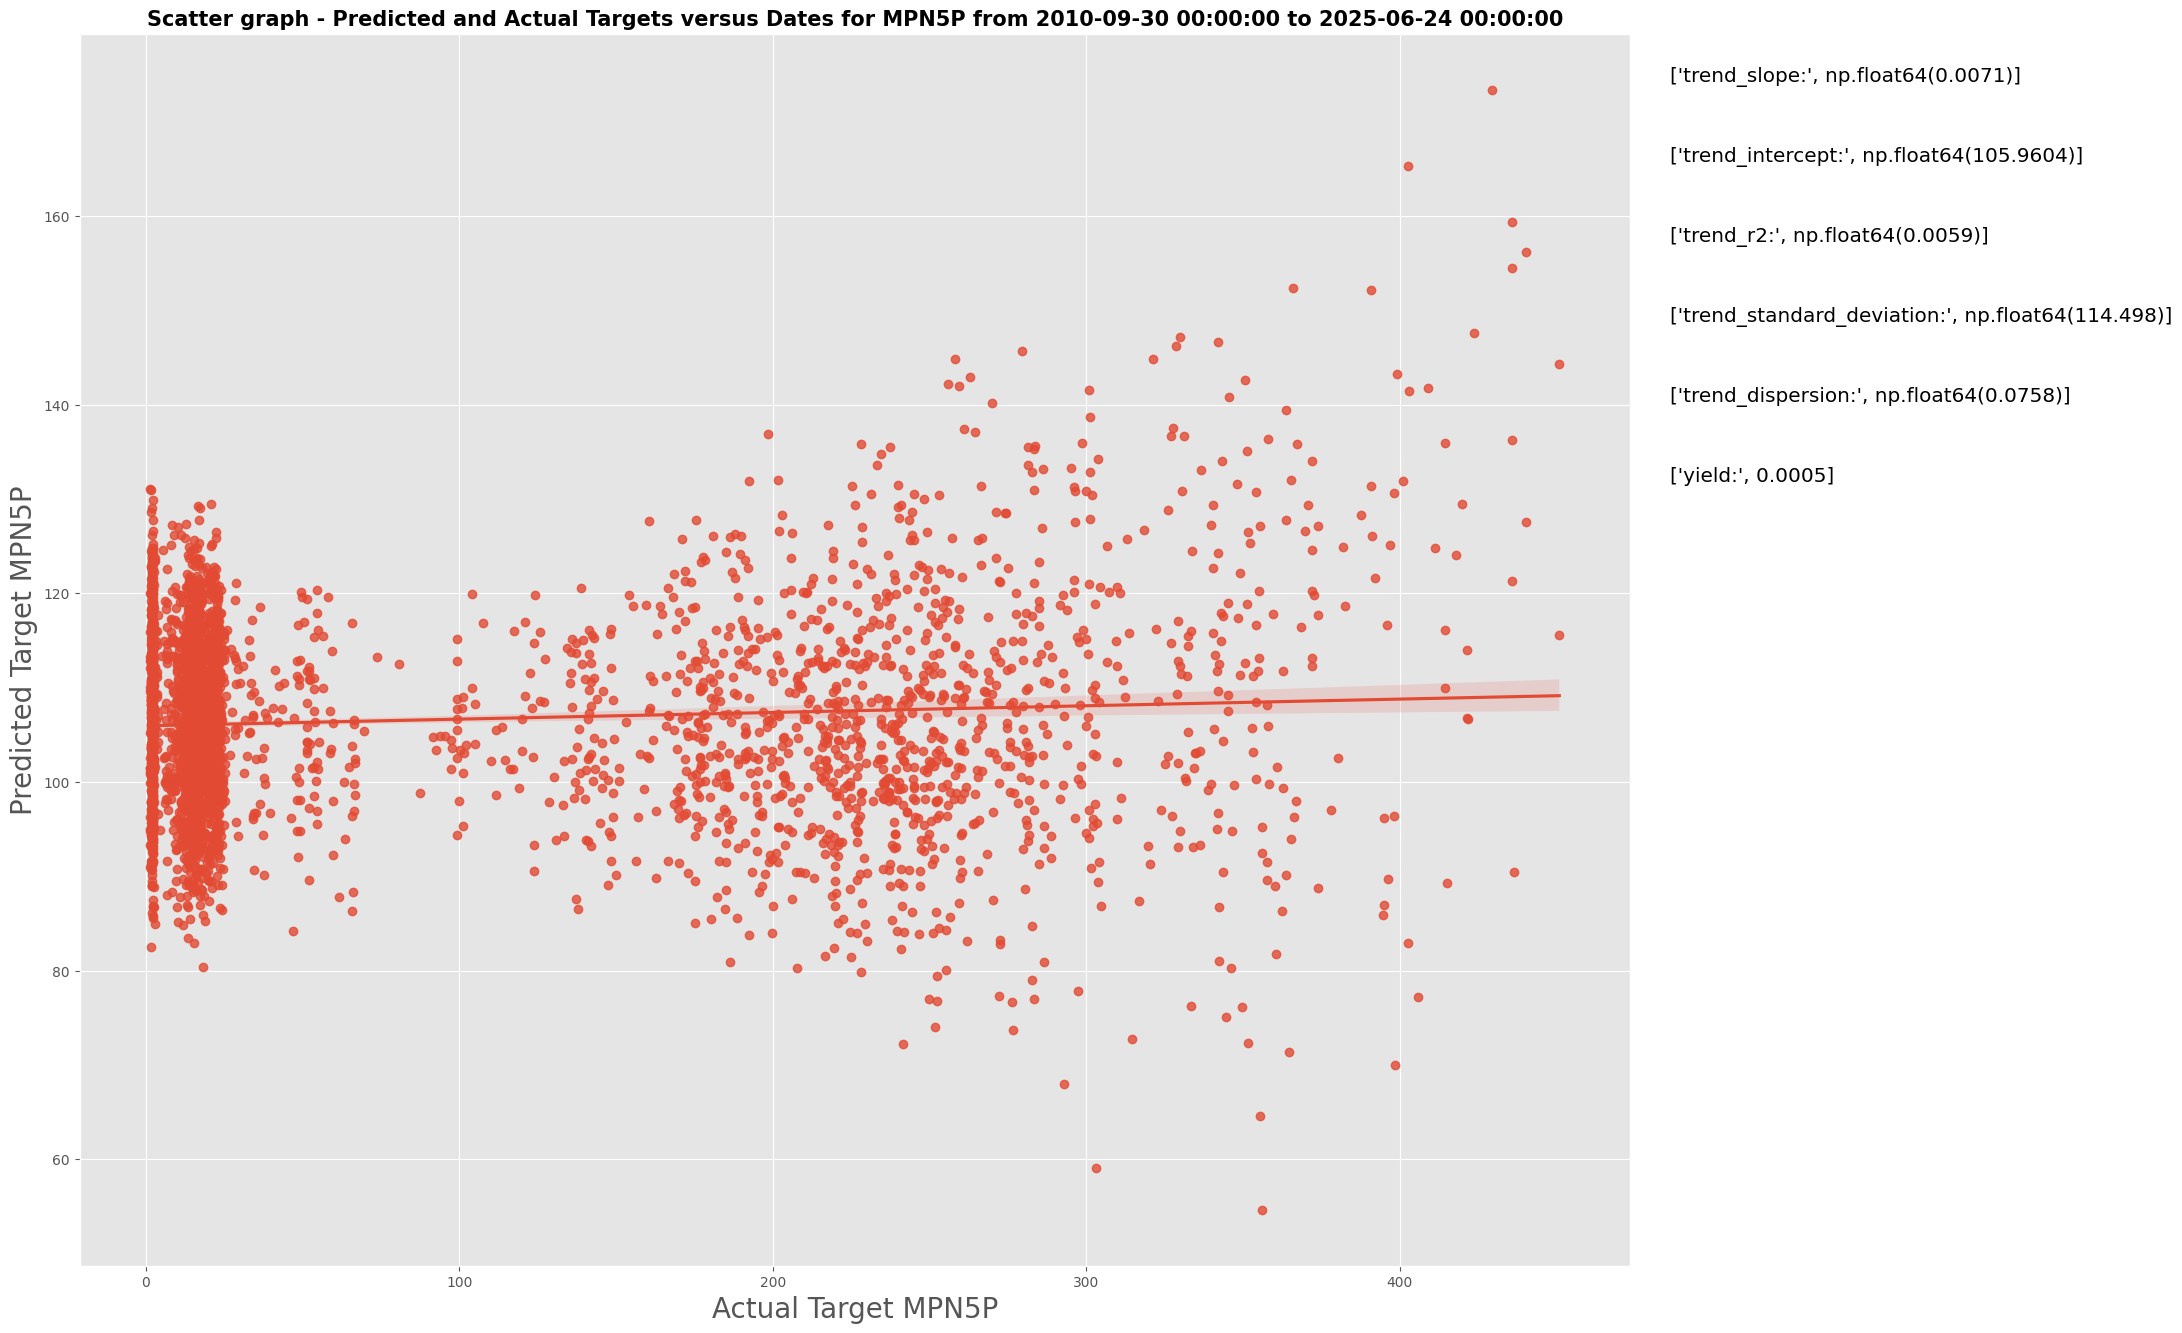 Scatter graph - Predicted and Actual Targets versus Dates for MPN5P from 2010-09-30 00:00:00 to 2025-06-24 00:00:00
['trend_slope:', np.float64(0.0071)]
['trend_intercept:', np.float64(105.9604)]
['trend_r2:', np.float64(0.0059)]
['trend_standard_deviation:', np.float64(114.498)]
['trend_dispersion:', np.float64(0.0758)]
['yield:', 0.0005]
Predicted Target MPN5P
160
140
120
100
80
60
0
100
200
300
400
Actual Target MPN5P